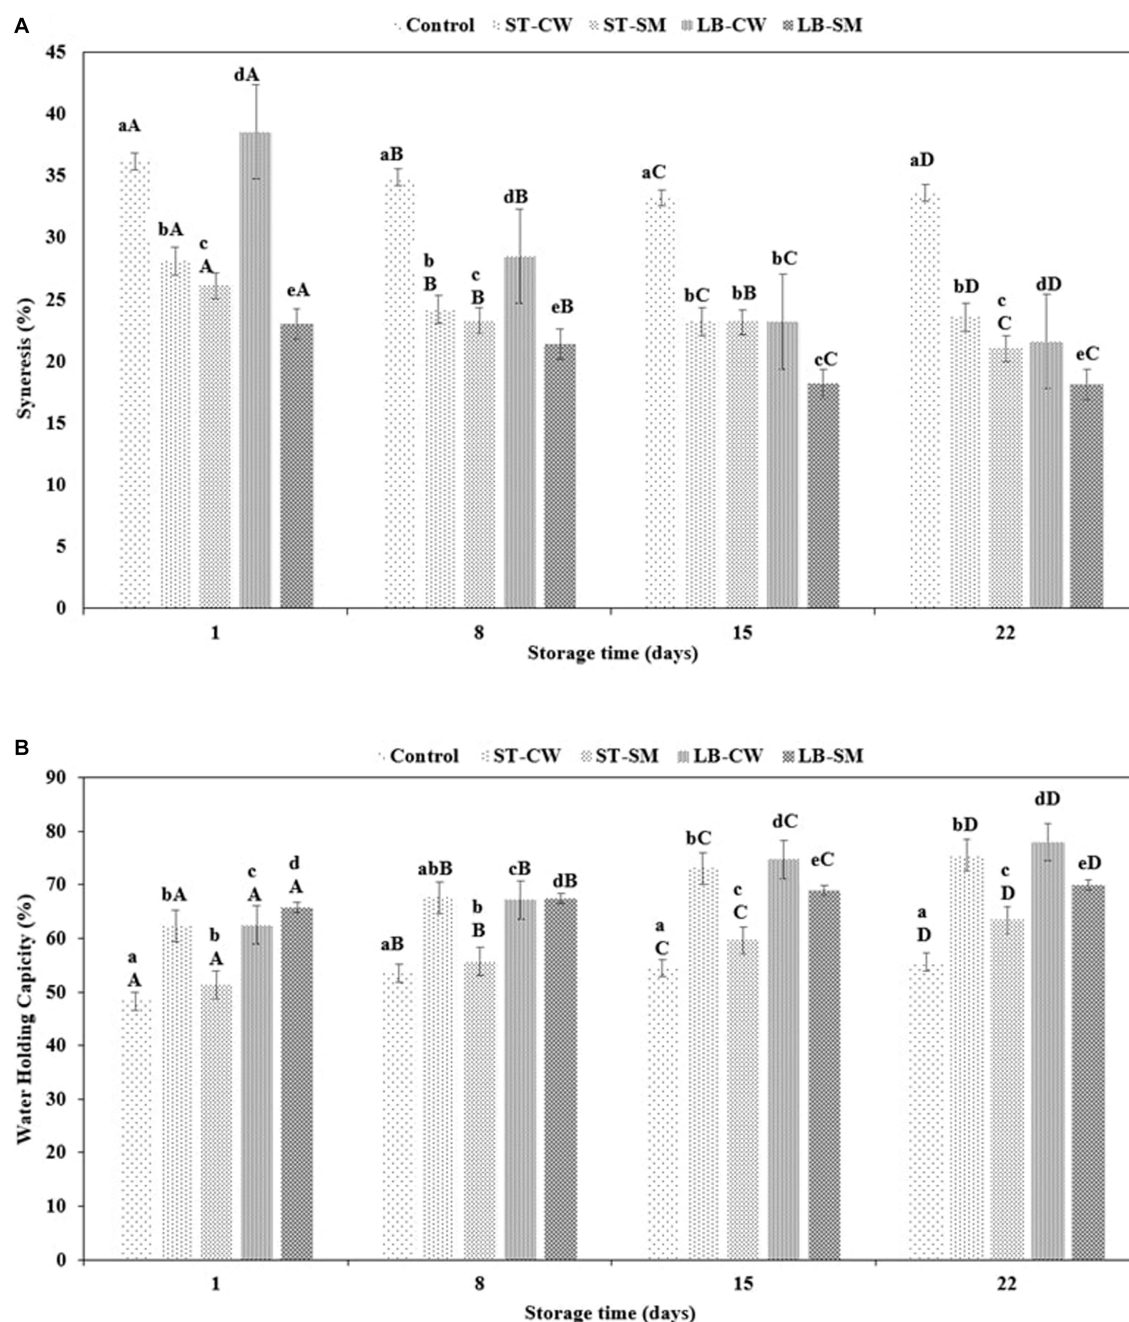 A
Control ST-CW ST-SM LB-CW LB-SM
45
40
35
30
25
20
15
10
5
0
Syneresis (%)
aA
bA
c
A
dA
eA
aB
b
B
c
B
dB
eB
aC
bC
bB
bC
cC
aD
bD
c
C
dD
eC
1 8 15 22
Storage time (days)
B
Control ST-CW ST-SM LB-CW LB-SM
90
80
70
60
50
40
30
20
10
0
Water Holding Capicity (%)
a
A
bA
b
A
c
A
d
A
aB
abB
b
B
cB
dB
a
C
bC
c
C
dC
eC
a
D
bD
c
D
dD
eD
1 8 15 22
Storage time (days)